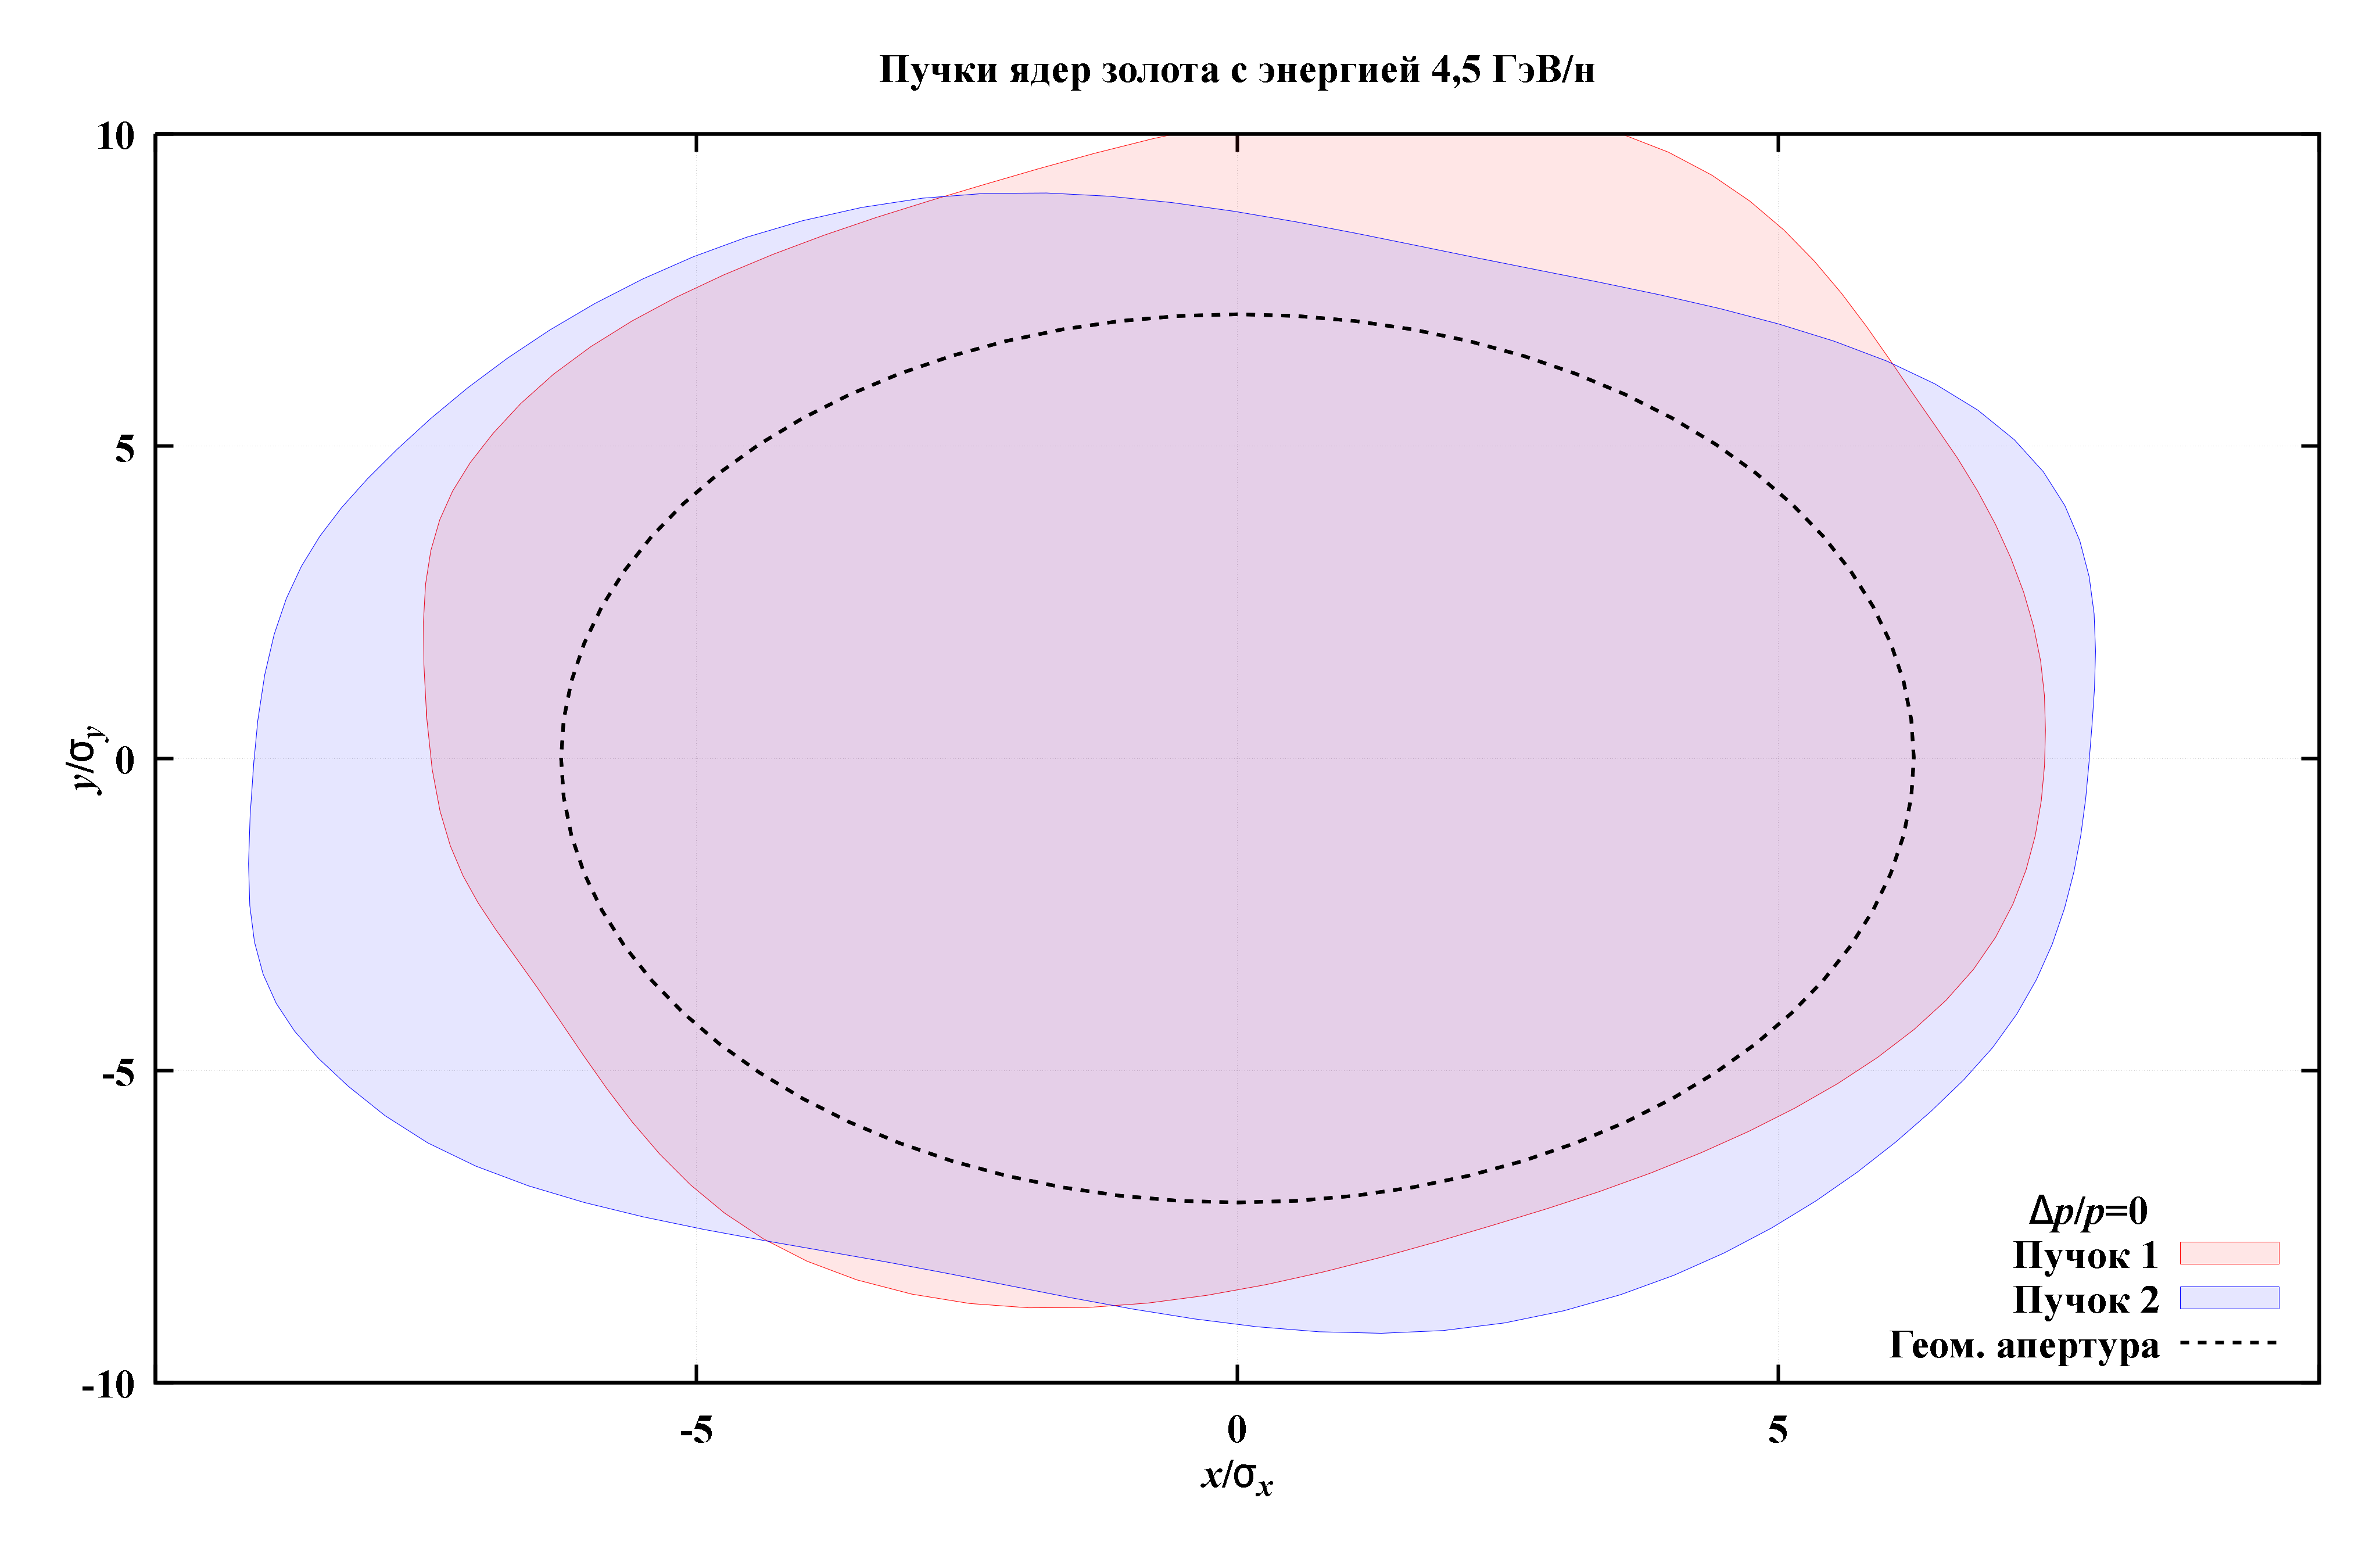 Пучки ядер золота с энергией 4,5 ГэВ/н
10
5
0
-5
-10
y/σy
-5 0 5
x/σx
Δp/p=0
Пучок 1
Пучок 2
Геом. апертура